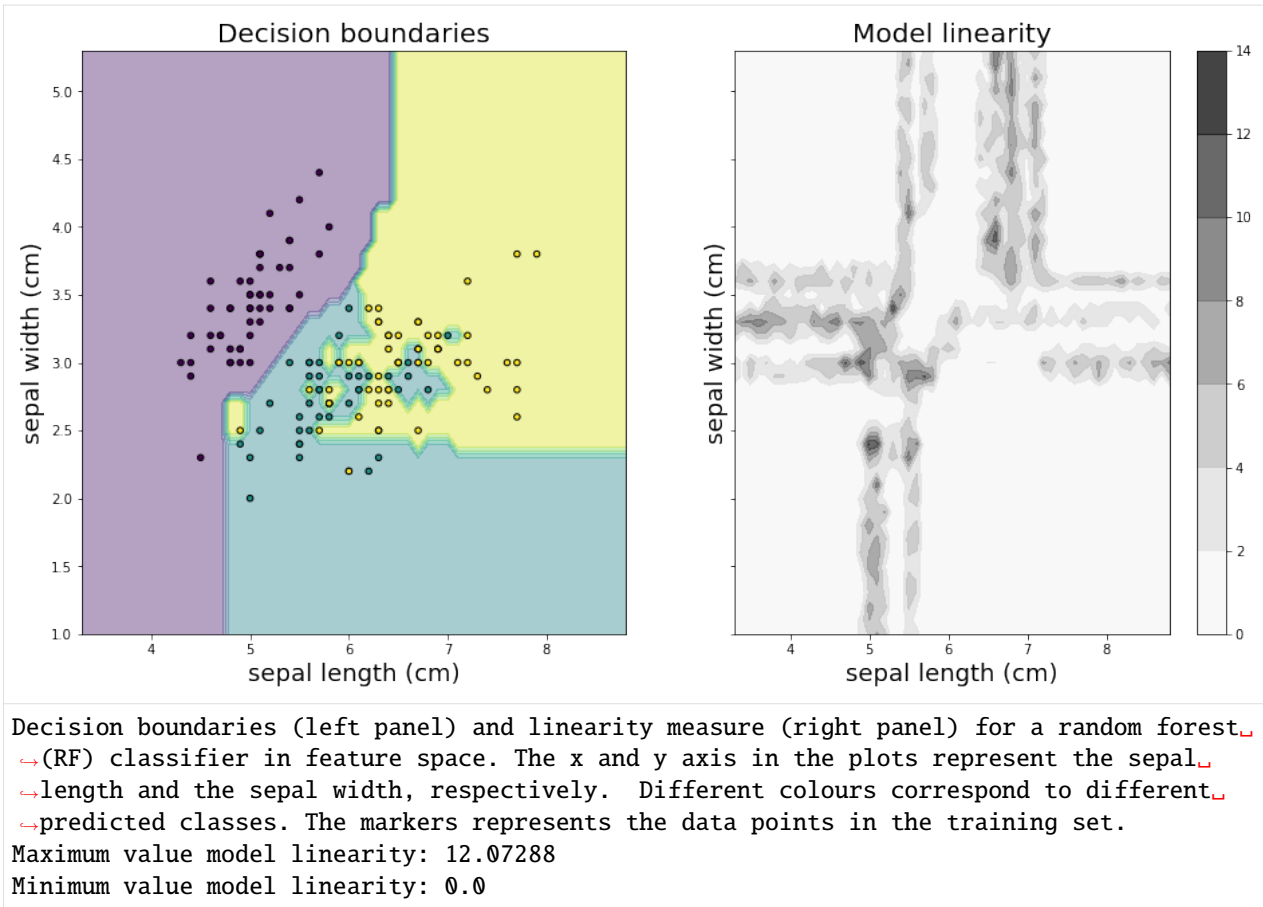 Decision boundaries
Model linearity
5.0
4.5
4.0
3.5
3.0
2.5
2.0
1.5
1.0
sepal width (cm)
4 5 6 7 8
sepal length (cm)
sepal width (cm)
4 5 6 7 8
sepal length (cm)
14
12
10
8
6
4
2
0
Decision boundaries (left panel) and linearity measure (right panel) for a random forest␣
↪(RF) classifier in feature space. The x and y axis in the plots represent the sepal␣
↪length and the sepal width, respectively.  Different colours correspond to different␣
↪predicted classes. The markers represents the data points in the training set.
Maximum value model linearity: 12.07288
Minimum value model linearity: 0.0